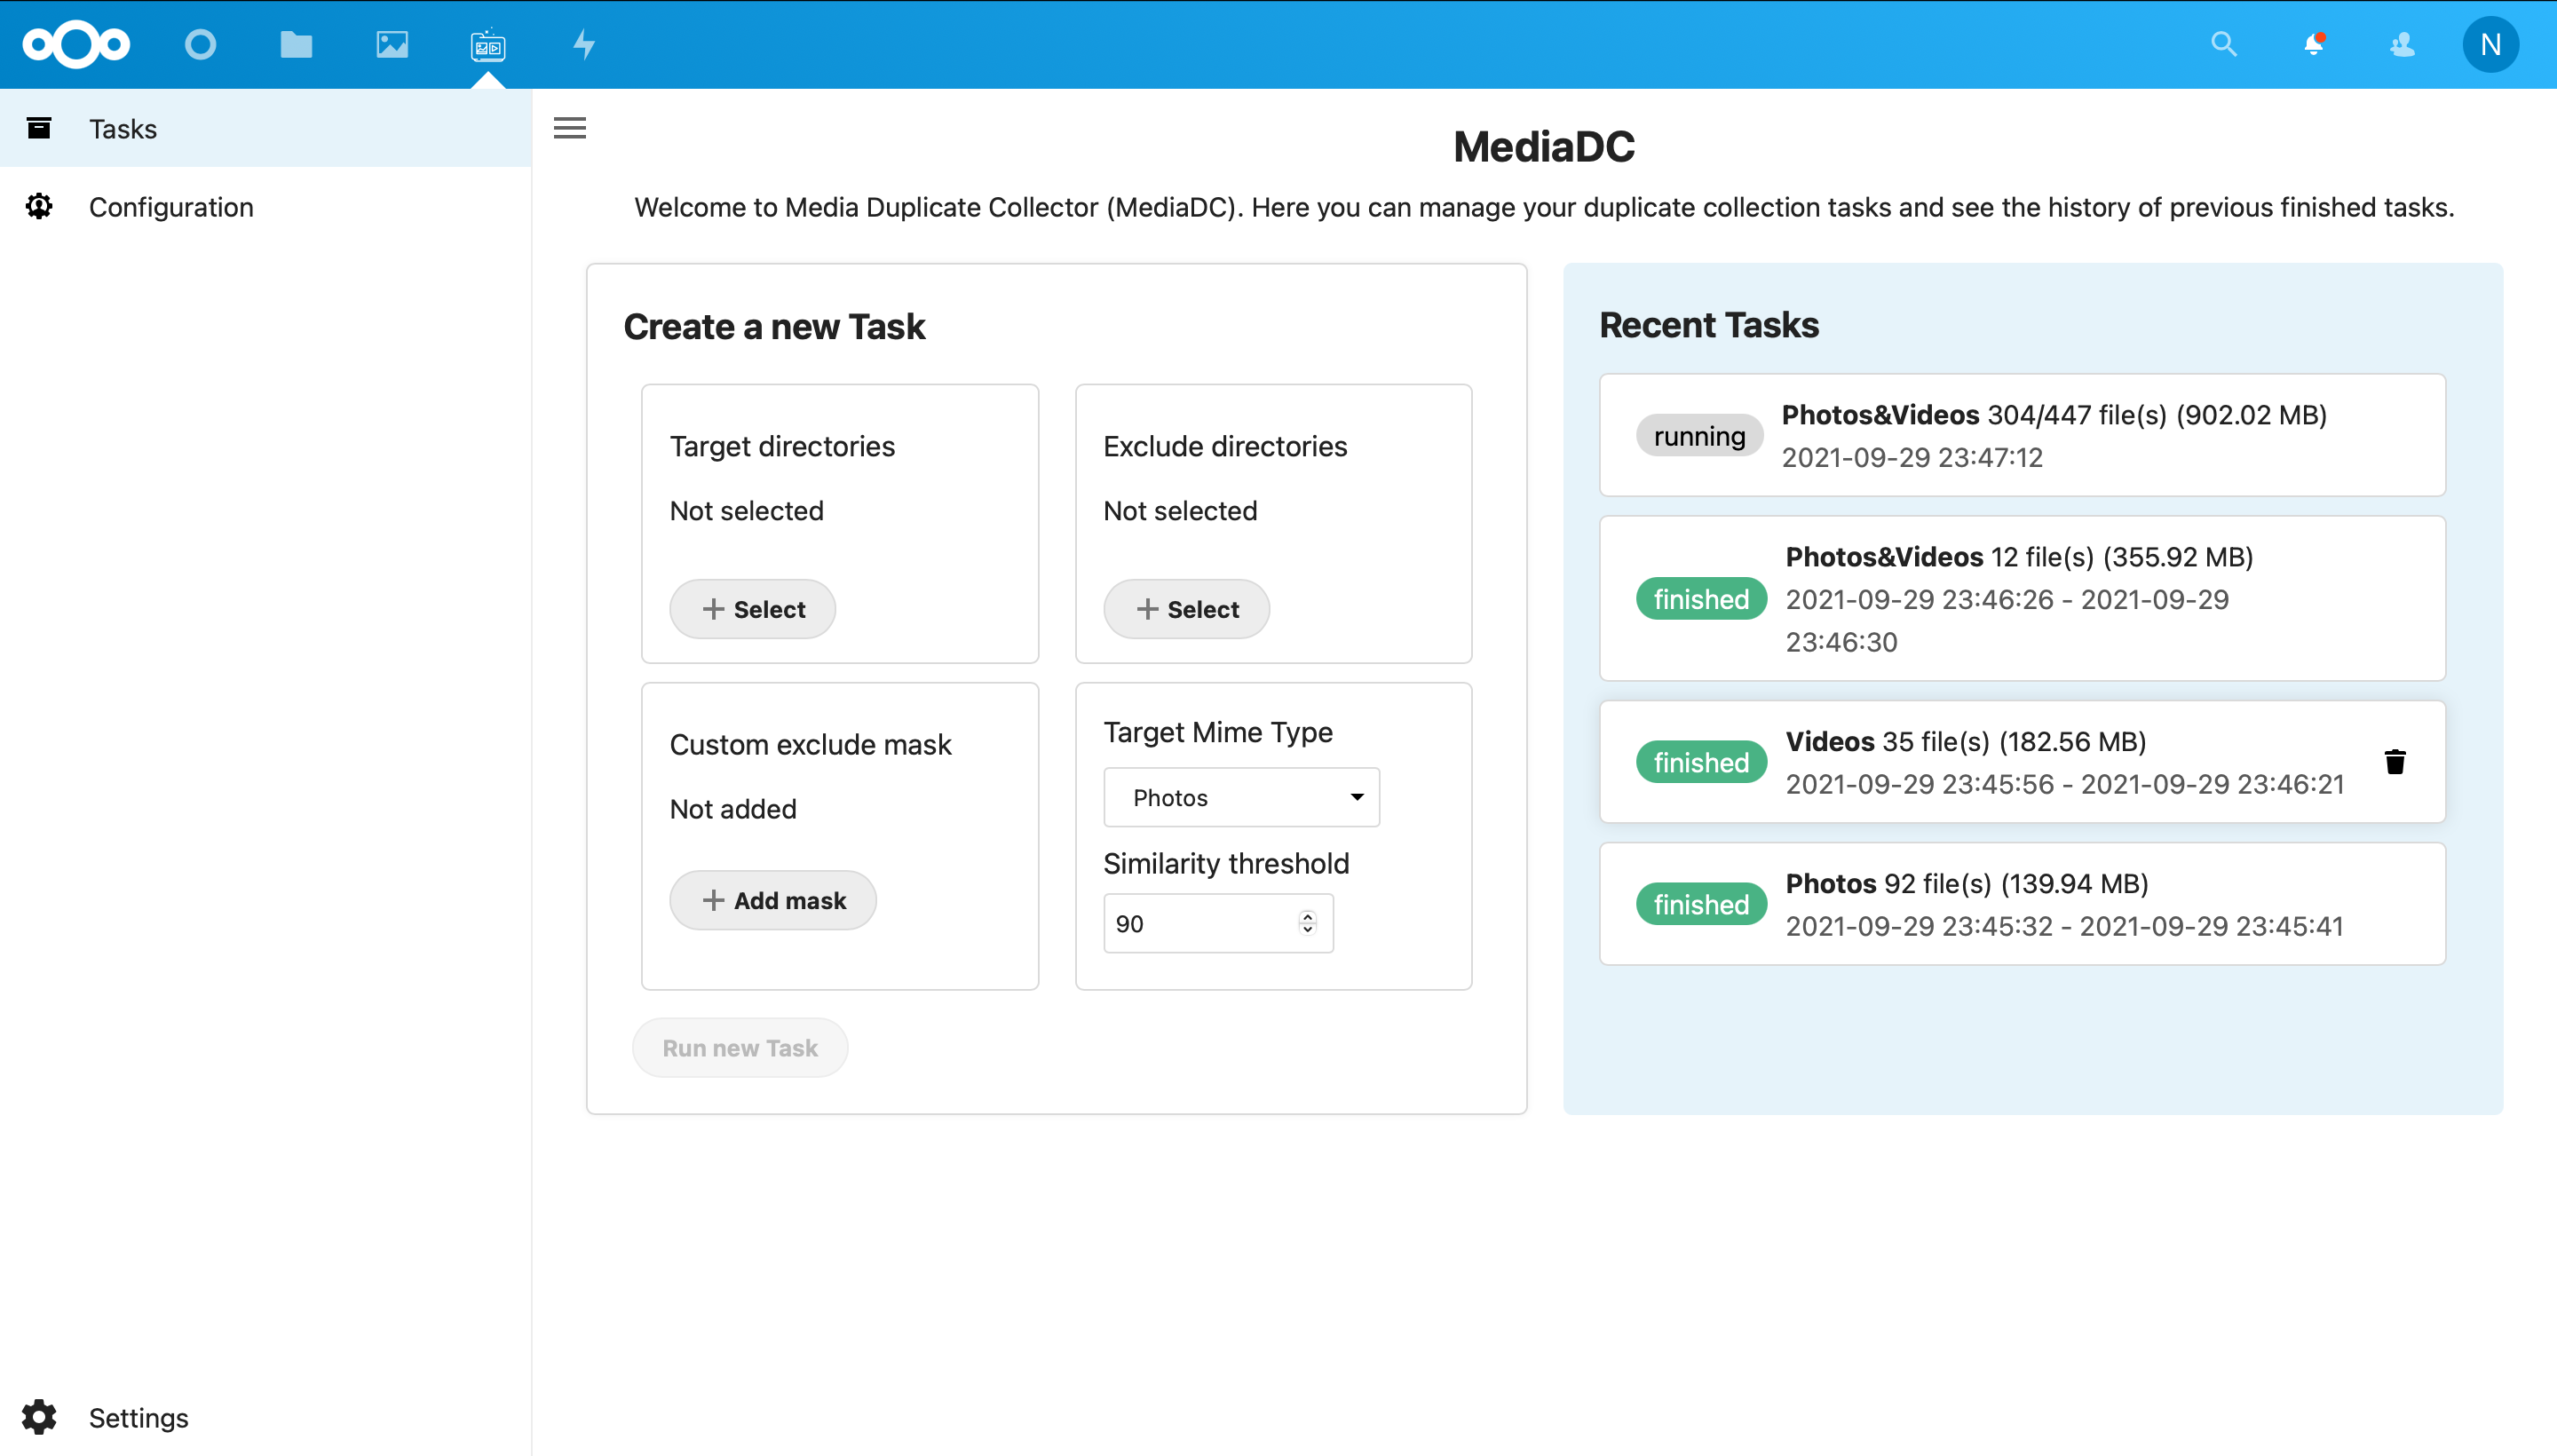 N
Tasks
Configuration
MediaDC
Welcome to Media Duplicate Collector (MediaDC). Here you can manage your duplicate collection tasks and see the history of previous finished tasks.
Create a new Task
Target directories
Not selected
Select
Exclude directories
Not selected
Select
Custom exclude mask
Not added
Add mask
Target Mime Type
Photos
Similarity threshold
90
Run new Task
Recent Tasks
running
Photos&Videos 304/447 file(s) (902.02 MB)
2021-09-29 23:47:12
finished
Photos&Videos 12 file(s) (355.92 MB)
2021-09-29 23:46:26 - 2021-09-29
23:46:30
finished
Videos 35 file(s) (182.56 MB)
2021-09-29 23:45:56 - 2021-09-29 23:46:21
finished
Photos 92 file(s) (139.94 MB)
2021-09-29 23:45:32 - 2021-09-29 23:45:41
Settings